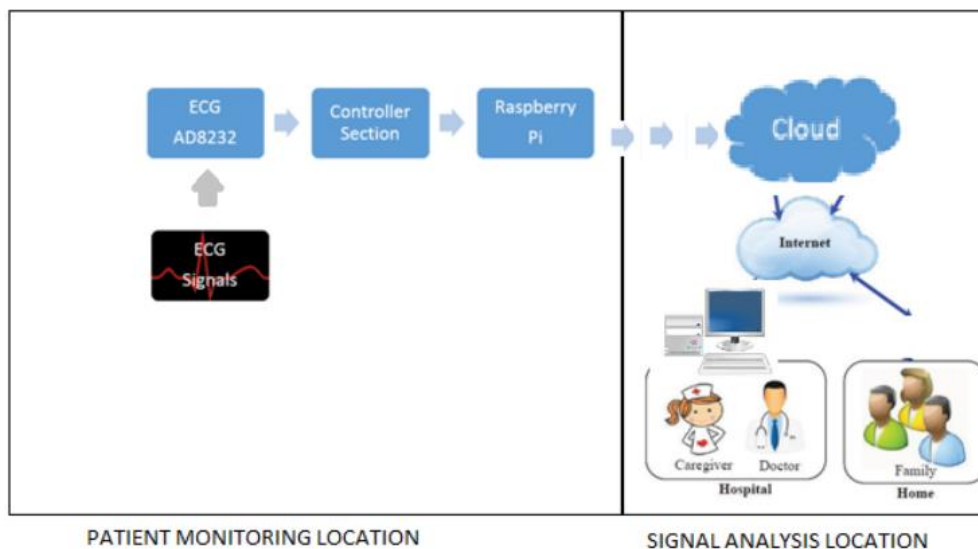 ECG
AD8232
Controller
Section
Raspberry
Pi
Cloud
ECG
Signals
Internet
Caregiver
Doctor
Hospital
Family
Home
PATIENT MONITORING LOCATION
SIGNAL ANALYSIS LOCATION